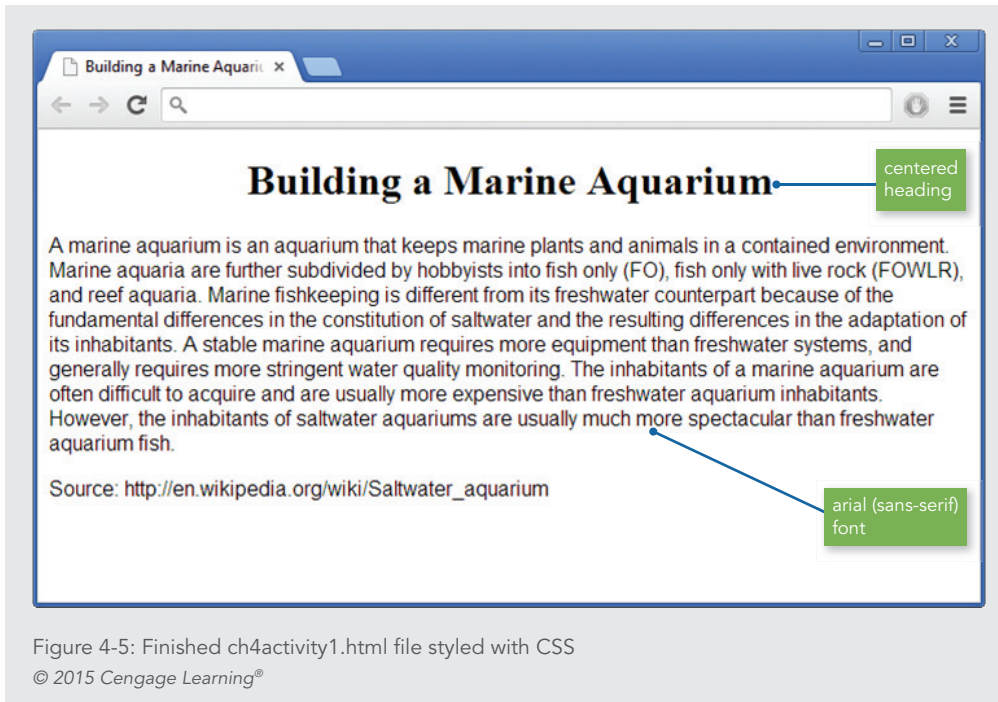 Building a Marine Aquari
Building a Marine Aquarium
centered
heading
A marine aquarium is an aquarium that keeps marine plants and animals in a contained environment.
Marine aquaria are further subdivided by hobbyists into fish only (FO), fish only with live rock (FOWLR),
and reef aquaria. Marine fishkeeping is different from its freshwater counterpart because of the
fundamental differences in the constitution of saltwater and the resulting differences in the adaptation of
its inhabitants. A stable marine aquarium requires more equipment than freshwater systems, and
generally requires more stringent water quality monitoring. The inhabitants of a marine aquarium are
often difficult to acquire and are usually more expensive than freshwater aquarium inhabitants.
However, the inhabitants of saltwater aquariums are usually much more spectacular than freshwater
aquarium fish.
Source: http://en.wikipedia.org/wiki/Saltwater_aquarium
arial (sans-serif)
font
Figure 4-5: Finished ch4activity1.html file styled with CSS
© 2015 Cengage Learning®